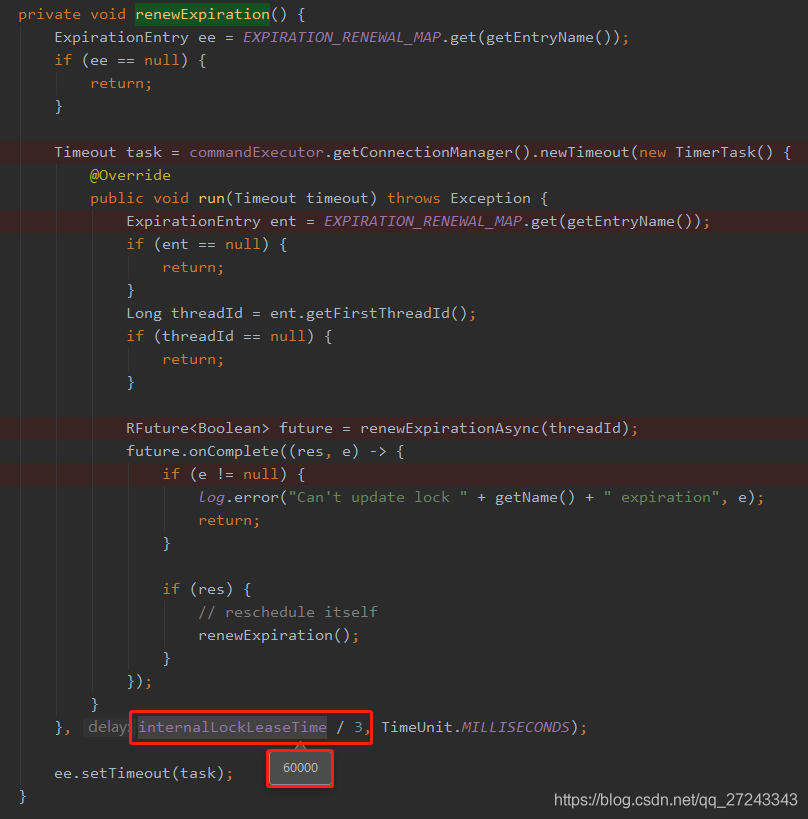 private void renewExpiration() {
    ExpirationEntry ee = EXPIRATION_RENEWAL_MAP.get(getEntryName());
    if (ee == null) {
        return;
    }

    Timeout task = commandExecutor.getConnectionManager().newTimeout(new TimerTask() {
        @Override
        public void run(Timeout timeout) throws Exception {
            ExpirationEntry ent = EXPIRATION_RENEWAL_MAP.get(getEntryName());
            if (ent == null) {
                return;
            }
            Long threadId = ent.getFirstThreadId();
            if (threadId == null) {
                return;
            }

            RFuture<Boolean> future = renewExpirationAsync(threadId);
            future.onComplete((res, e) -> {
                if (e != null) {
                    log.error("Can't update lock " + getName() + " expiration", e);
                    return;
                }

                if (res) {
                    // reschedule itself
                    renewExpiration();
                }
            });
        }
    }, delay: internalLockLeaseTime / 3, TimeUnit.MILLISECONDS);
60000
    ee.setTimeout(task);
}
https://blog.csdn.net/qq_27243343